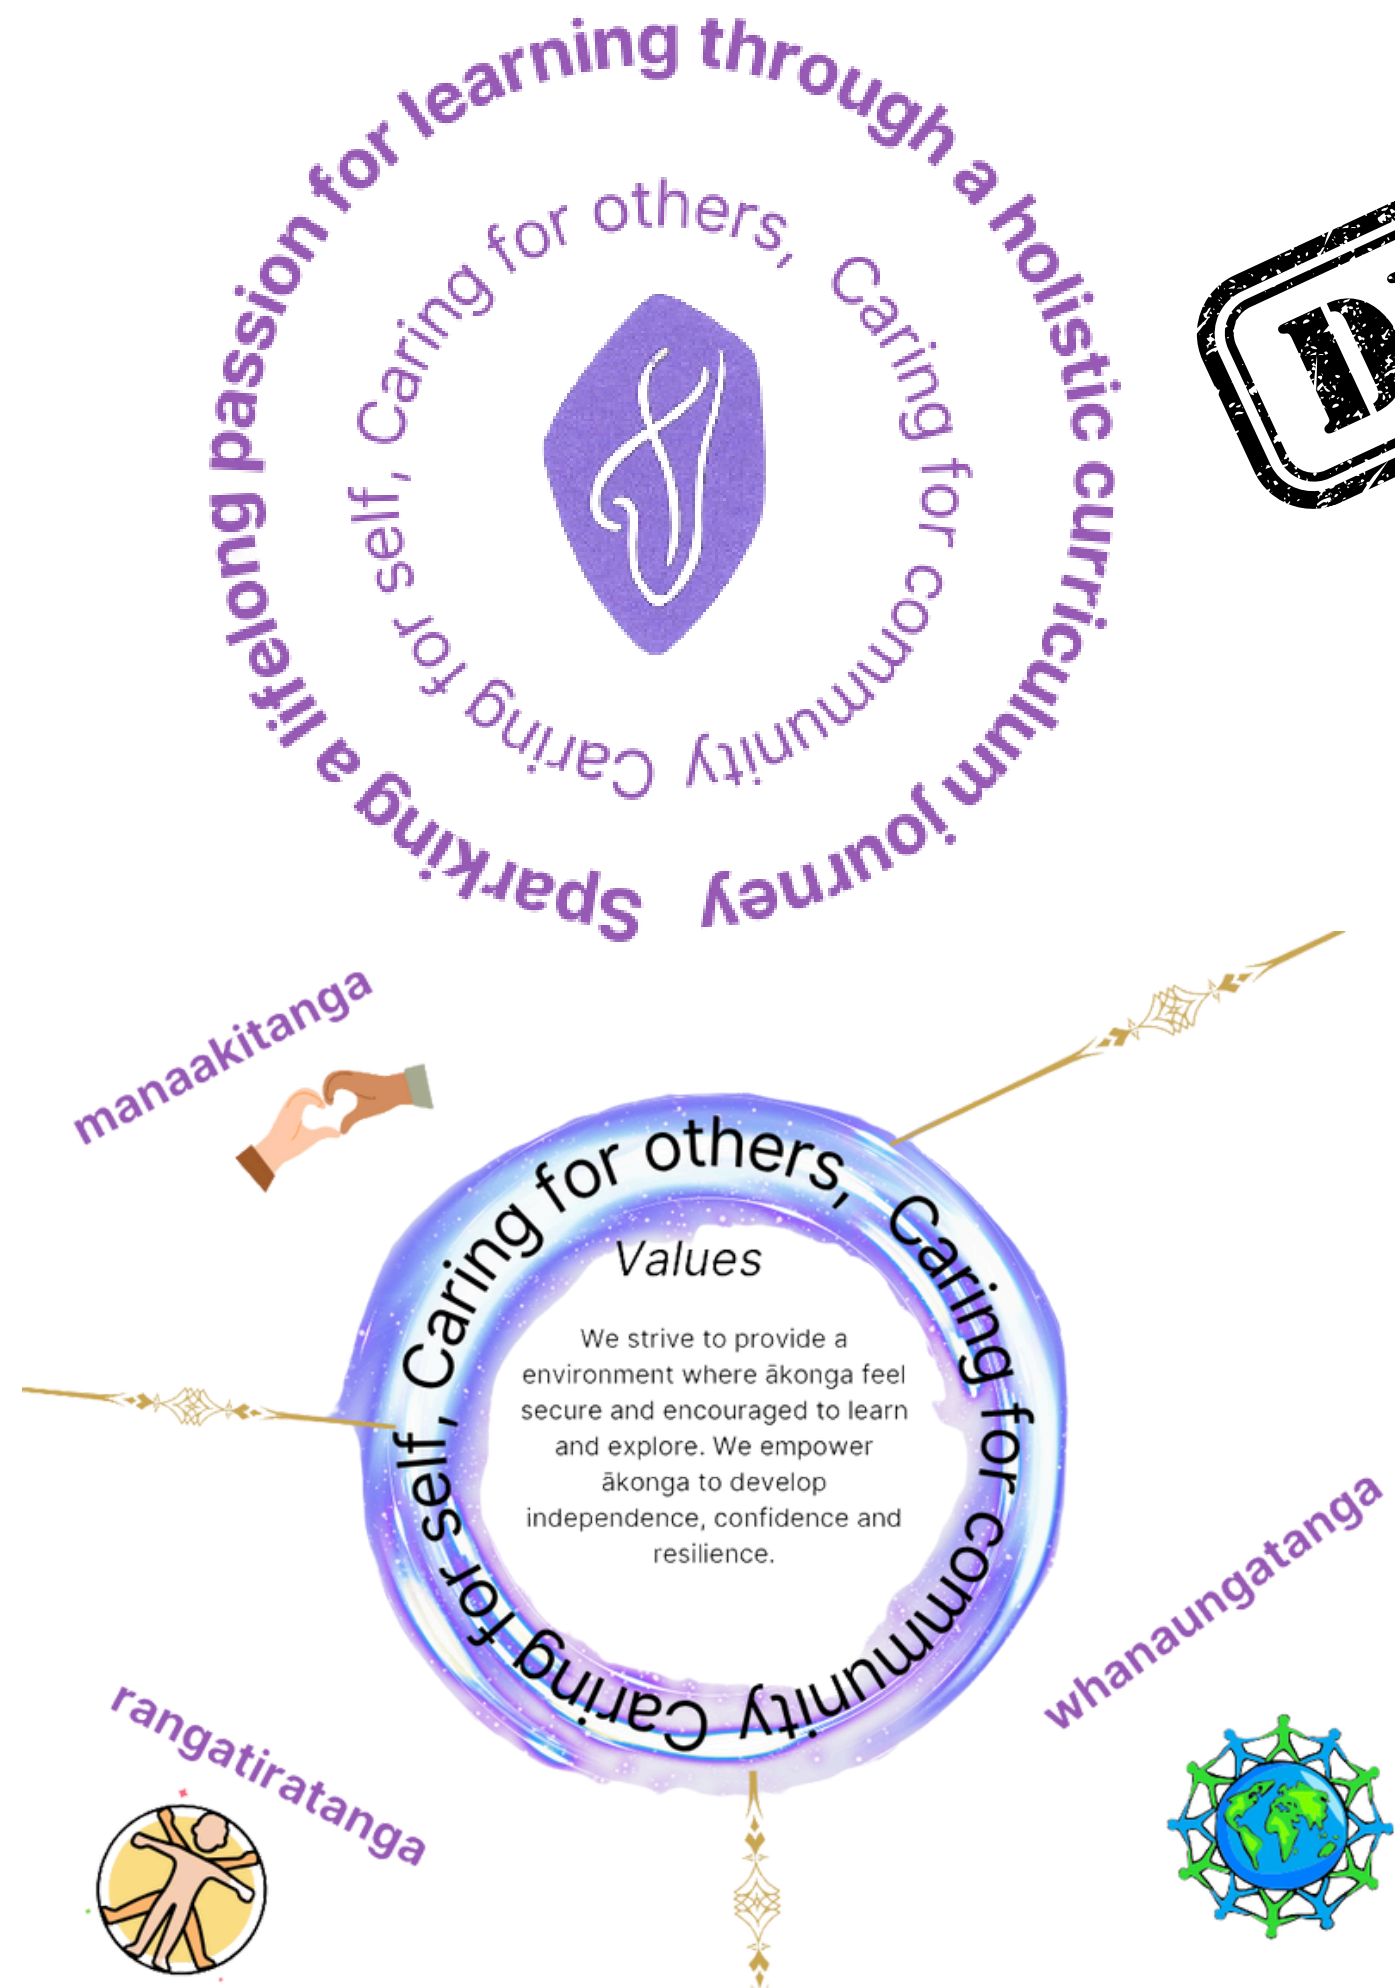 Sparking a lifelong passion for learning through a holistic curriculum journey
Caring for self, Caring for others, Caring for community
D
manaakitanga
Caring for self, Caring for others, Caring for community
Values
We strive to provide a
environment where ākonga feel
secure and encouraged to learn
and explore. We empower
ākonga to develop
independence, confidence and
resilience.
whanaungatanga
rangatiratanga